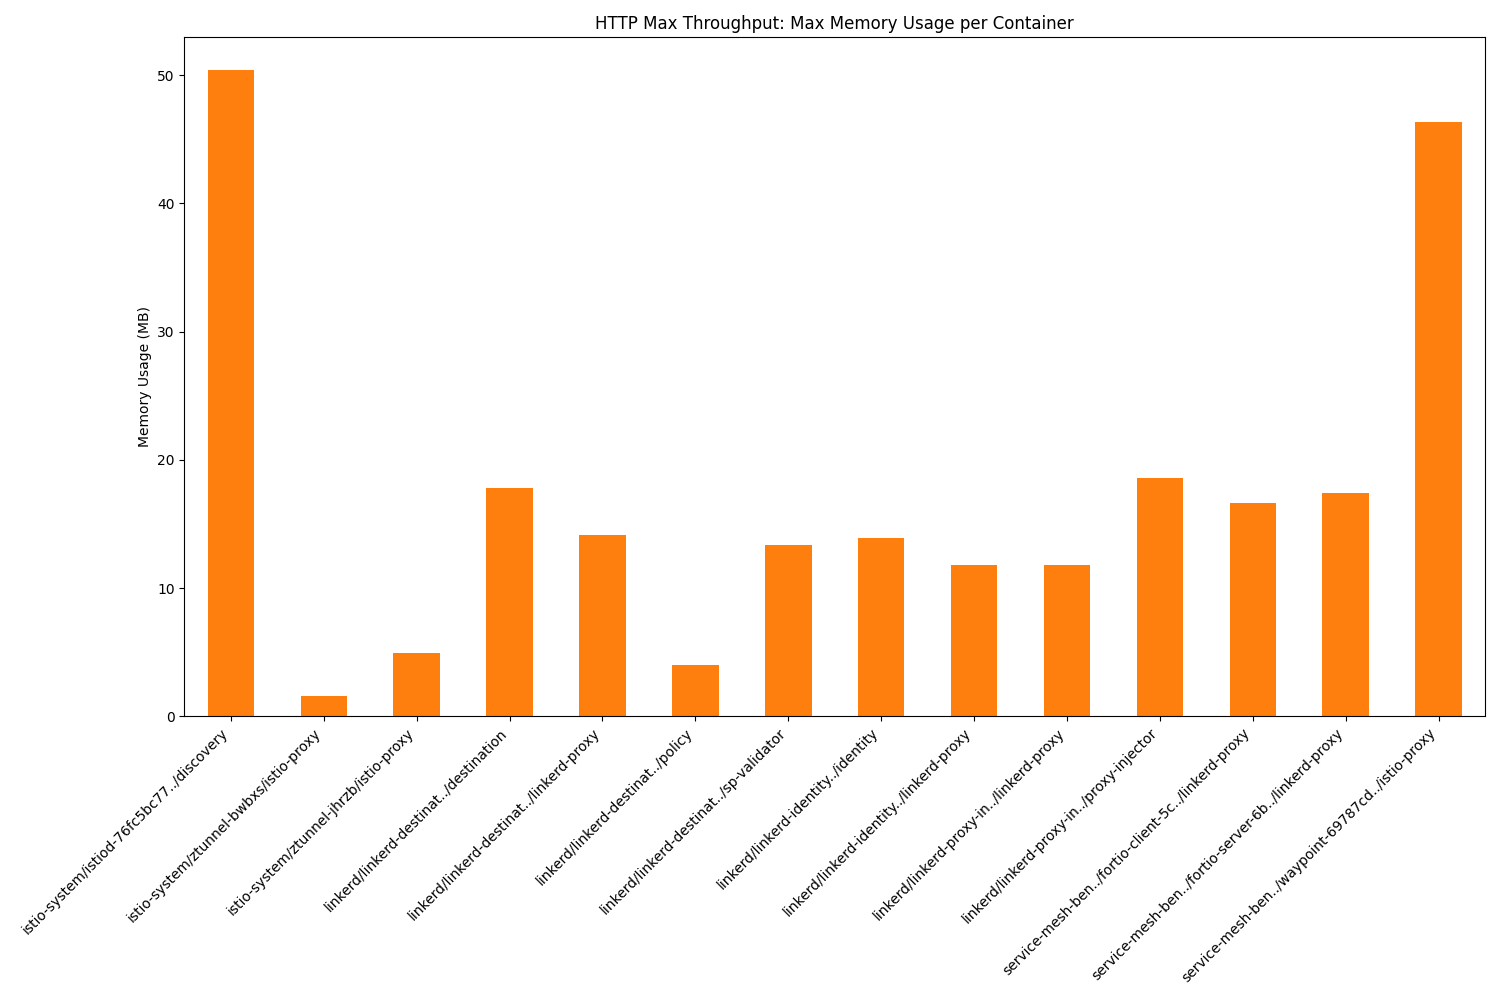 HTTP Max Throughput: Max Memory Usage per Container
Memory Usage (MB)
50
40
30
20
10
0
istio-system/istiod-76fc5bc77../discovery
istio-system/ztunnel-bwbxs/istio-proxy
istio-system/ztunnel-jhrzb/istio-proxy
linkerd/linkerd-destinat../destination
linkerd/linkerd-destinat../linkerd-proxy
linkerd/linkerd-destinat../policy
linkerd/linkerd-destinat../sp-validator
linkerd/linkerd-identity../identity
linkerd/linkerd-identity../linkerd-proxy
linkerd/linkerd-proxy-in../linkerd-proxy
linkerd/linkerd-proxy-in../proxy-injector
service-mesh-ben../fortio-client-5c../linkerd-proxy
service-mesh-ben../fortio-server-6b../linkerd-proxy
service-mesh-ben../waypoint-69787cd../istio-proxy